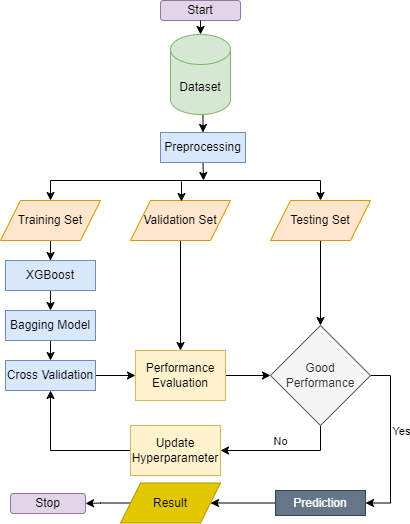 Start
Dataset
Preprocessing
Training Set
Validation Set
Testing Set
XGBoost
Bagging Model
Cross Validation
Performance
Evaluation
Good
Performance
Yes
No
Update
Hyperparameter
Stop
Result
Prediction